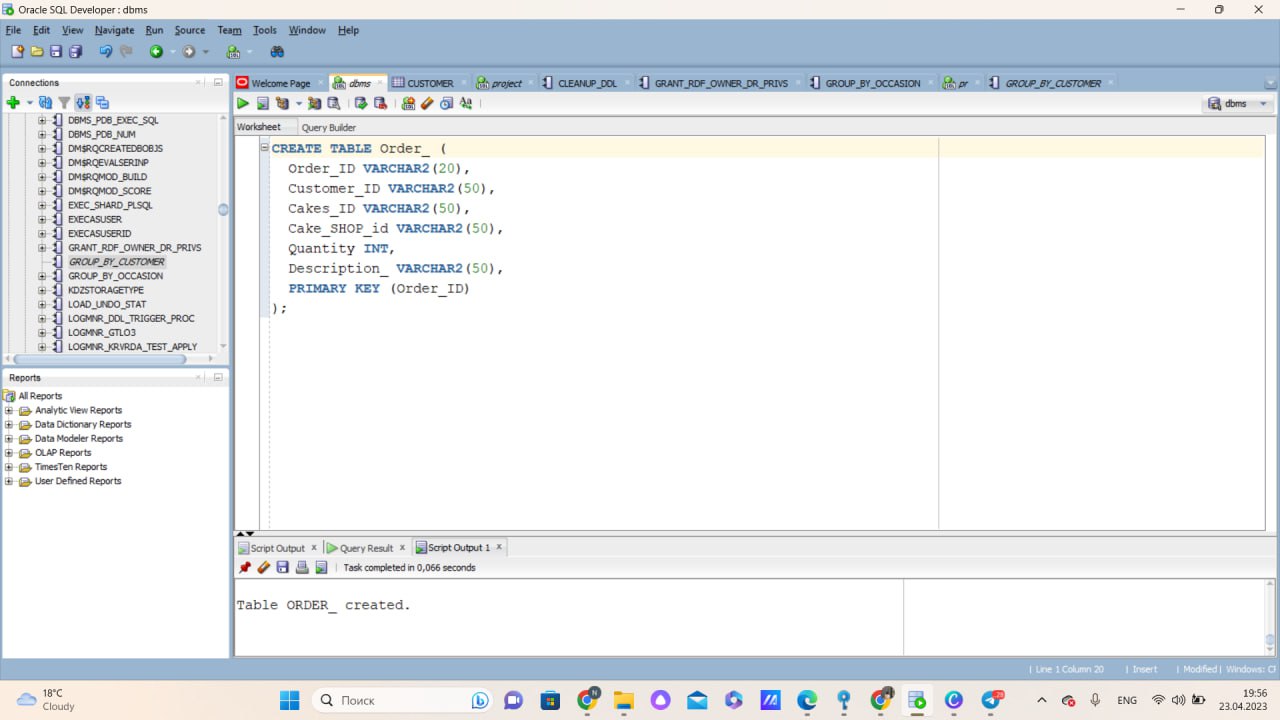 Oracle SQL Developer : dbms
File Edit View Navigate Run Source Team Tools Window Help
Connections
Welcome Page dbms CUSTOMER project CLEANUP_DDL GRANT_RDF_OWNER_DR_PRIVS GROUP_BY_OCCASION pr GROUP_BY_CUSTOMER
dbms
Worksheet Query Builder
DBMS_PDB_EXEC_SQL
DBMS_PDB_NUM
DM$RQCREATEDBOBJS
DM$RQEVALSERINP
DM$RQMOD_BUILD
DM$RQMOD_SCORE
EXEC_SHARD_PLSQL
EXECASUSER
EXECASUSERID
GRANT_RDF_OWNER_DR_PRIVS
GROUP_BY_CUSTOMER
GROUP_BY_OCCASION
KDZSTORAGETYPE
LOAD_UNDO_STAT
LOGMNR_DDL_TRIGGER_PROC
LOGMNR_GTLO3
LOGMNR_KRVRDA_TEST_APPLY
CREATE TABLE Order_ (
Order_ID VARCHAR2(20),
Customer_ID VARCHAR2(50),
Cakes_ID VARCHAR2(50),
Cake_SHOP_id VARCHAR2(50),
Quantity INT,
Description_ VARCHAR2(50),
PRIMARY KEY (Order_ID)
);
Reports
All Reports
Analytic View Reports
Data Dictionary Reports
Data Modeler Reports
OLAP Reports
TimesTen Reports
User Defined Reports
Script Output Query Result Script Output 1
Task completed in 0,066 seconds
Table ORDER_ created.
Line 1 Column 20 Insert Modified Windows: CF
18°C
Cloudy
Поиск
ENG
19:56
23.04.2023